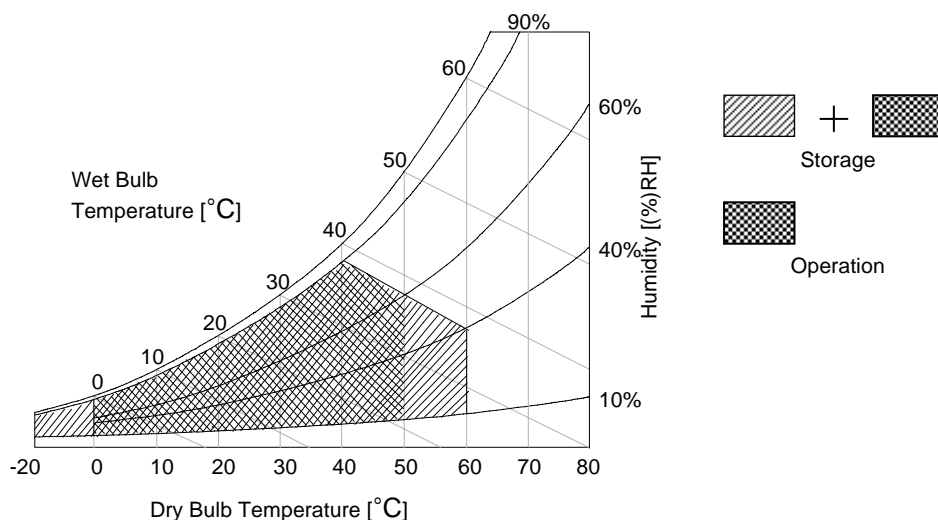 90%
60
60%
50
Wet Bulb
Temperature [°C]
Storage
Humidity [(%)RH]
40
40%
30
Operation
20
10
0
10%
-20 0 10 20 30 40 50 60 80
Dry Bulb Temperature [°C]